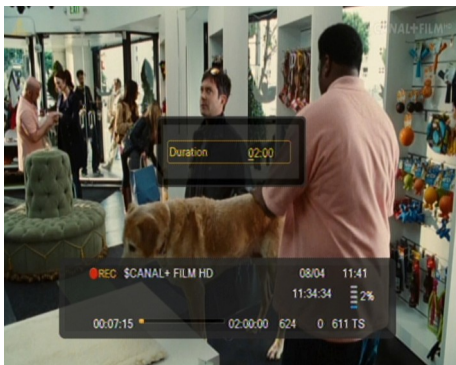 EXIT
CANAL+FILM
Duration 02:00
REC $CANAL+ FILM HD 08/04 11:41
11:34:34 2%
00:07:15 02:00:00 624 0 611 TS